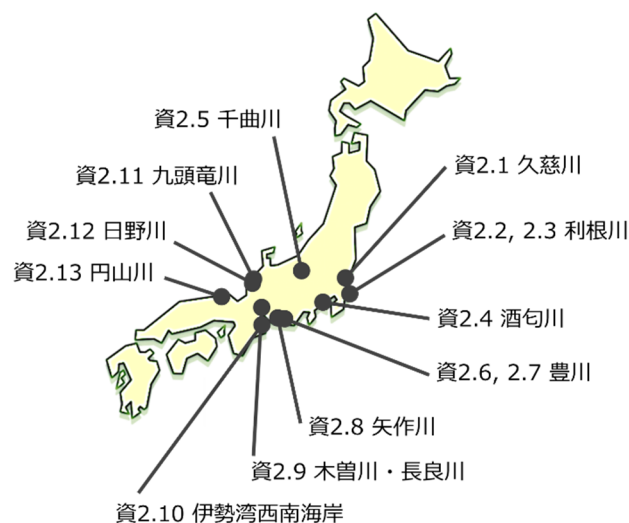 資2.5 千曲川
資2.11 九頭竜川
資2.12 日野川
資2.13 円山川
資2.1 久慈川
資2.2, 2.3 利根川
資2.4 酒匂川
資2.6, 2.7 豊川
資2.8 矢作川
資2.9 木曽川・長良川
資2.10 伊勢湾西南海岸